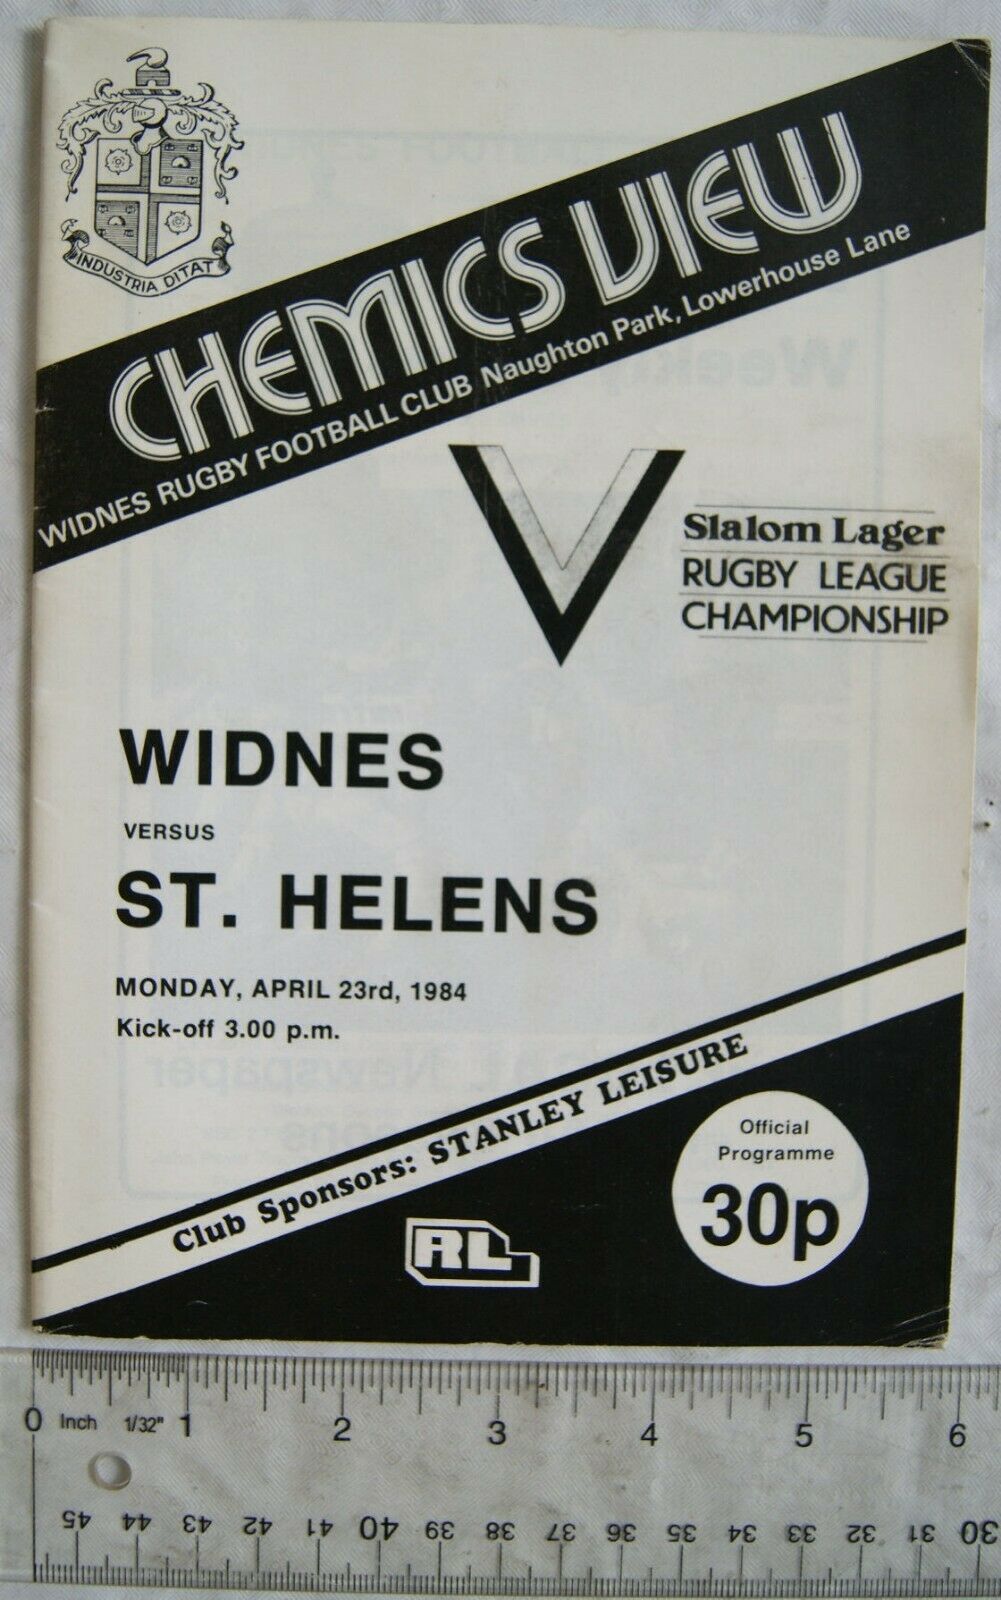 INDUSTRIA DITAT
CHEMICS VIEW
WIDNES RUGBY FOOTBALL CLUB Naughton Park, Lowerhouse Lane
Slalom Lager
RUGBY LEAGUE
CHAMPIONSHIP
WIDNES
VERSUS
ST. HELENS
MONDAY, APRIL 23rd, 1984
Kick-off 3.00 p.m.
Club Sponsors: STANLEY LEISURE
Official
Programme
30p
RL
0 Inch 1/32" 1 2 3 4 5 6
45 44 43 42 41 40 39 38 37 36 35 34 33 32 31 30